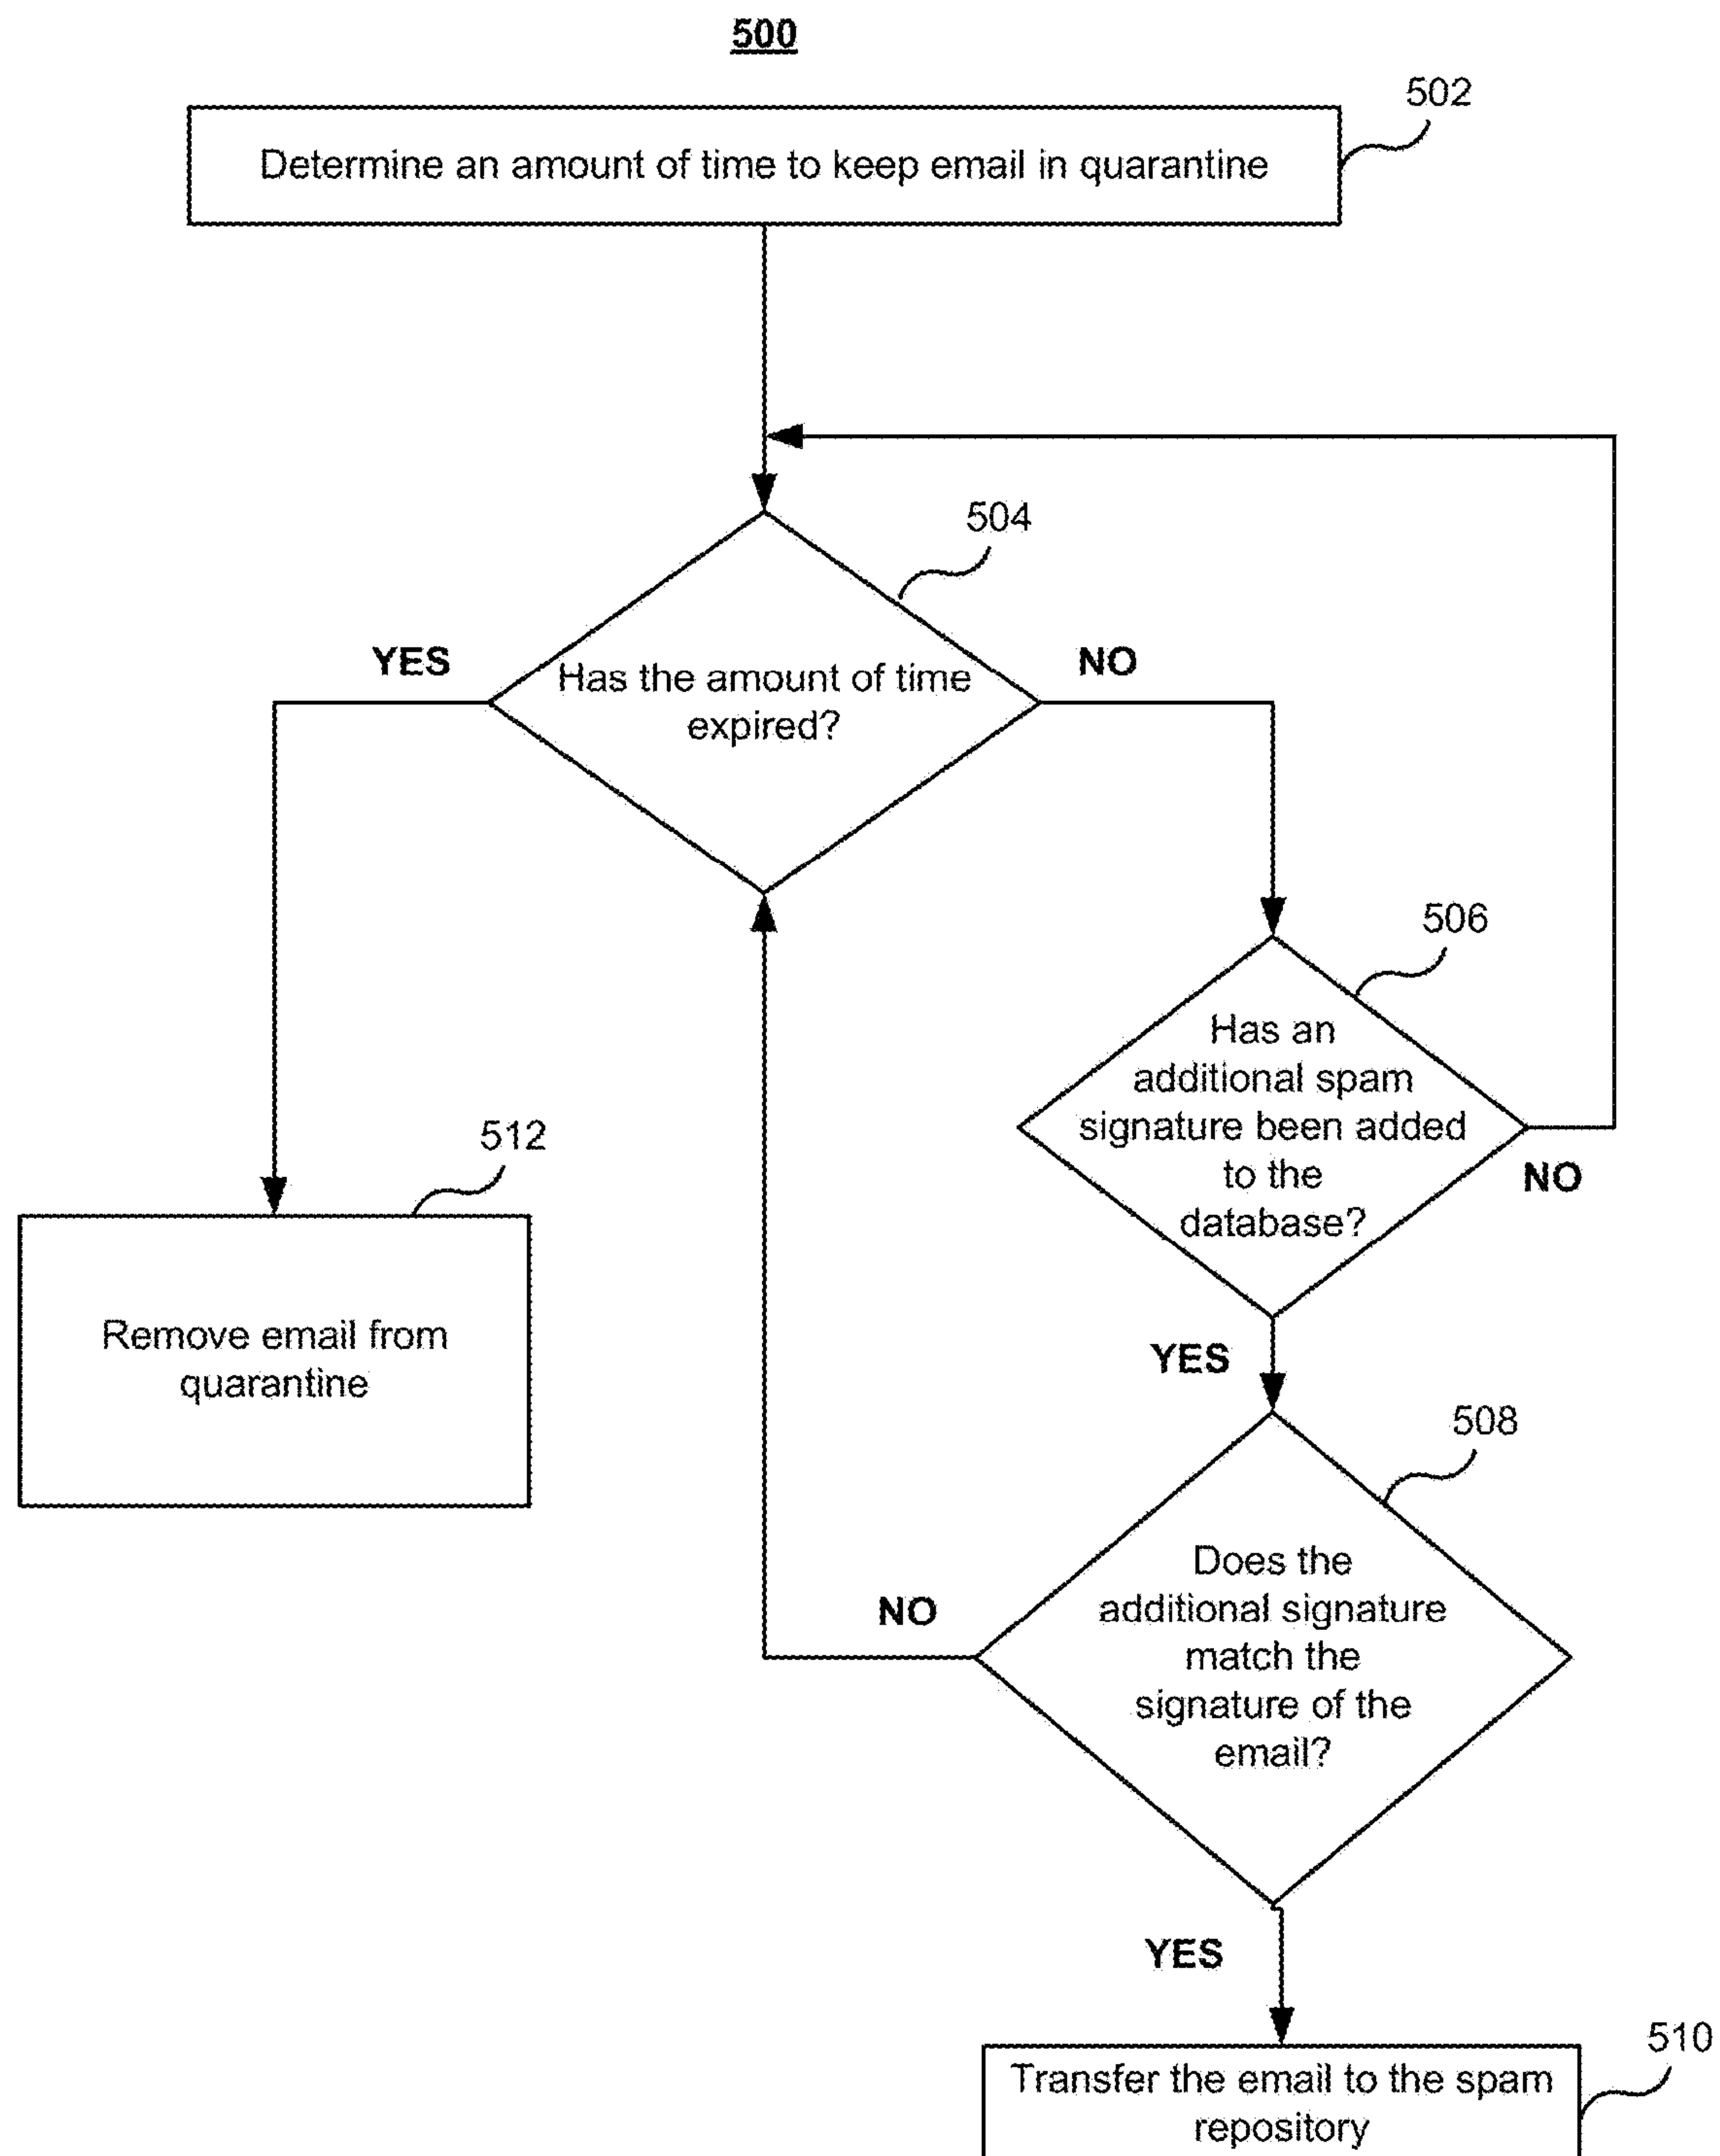 500
502
Determine an amount of time to keep email in quarantine
504
YES
NO
Has the amount of time
expired?
506
Has an
additional spam
signature been added
to the
database?
NO
512
Remove email from
quarantine
YES
508
Does the
additional signature
match the
signature of the
email?
NO
YES
510
Transfer the email to the spam
repository